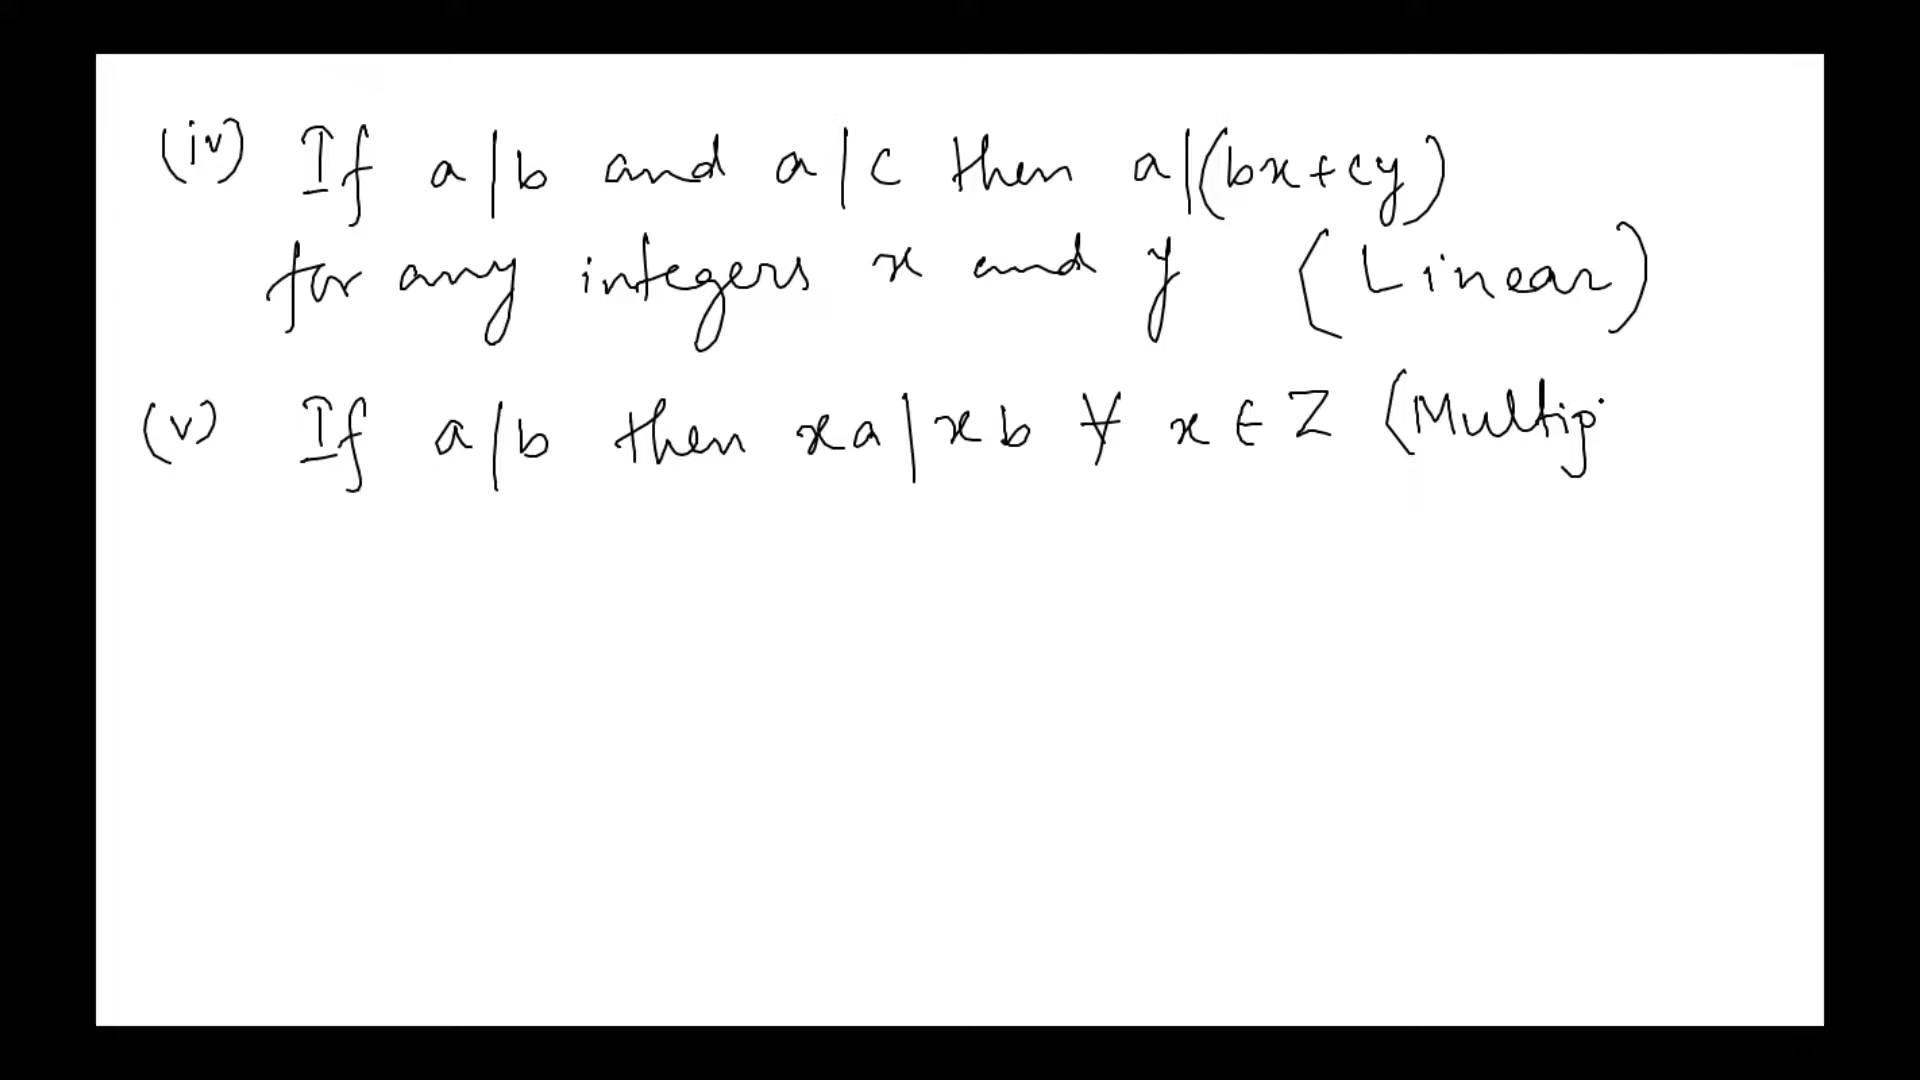 (iv) If a|b and a|c then a|(bx+cy)
for any integers x and y (Linear)
(v) If a|b then xa|xb ∀ x ∈ Z (Multip